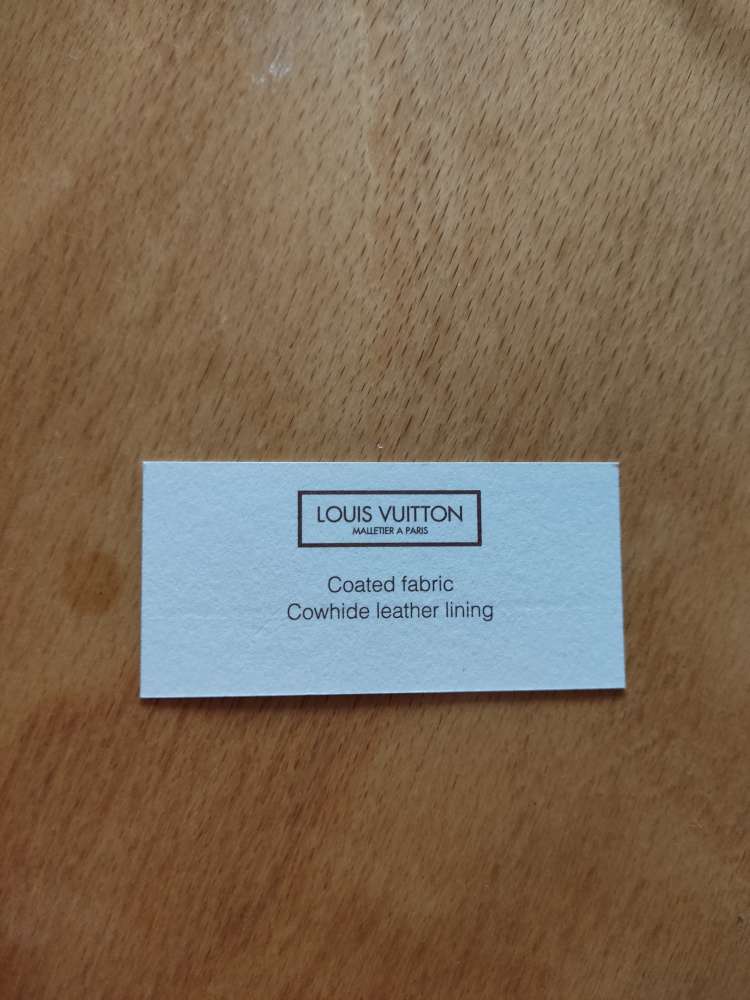 LOUIS VUITTON
MALLETIER A PARIS
Coated fabric
Cowhide leather lining